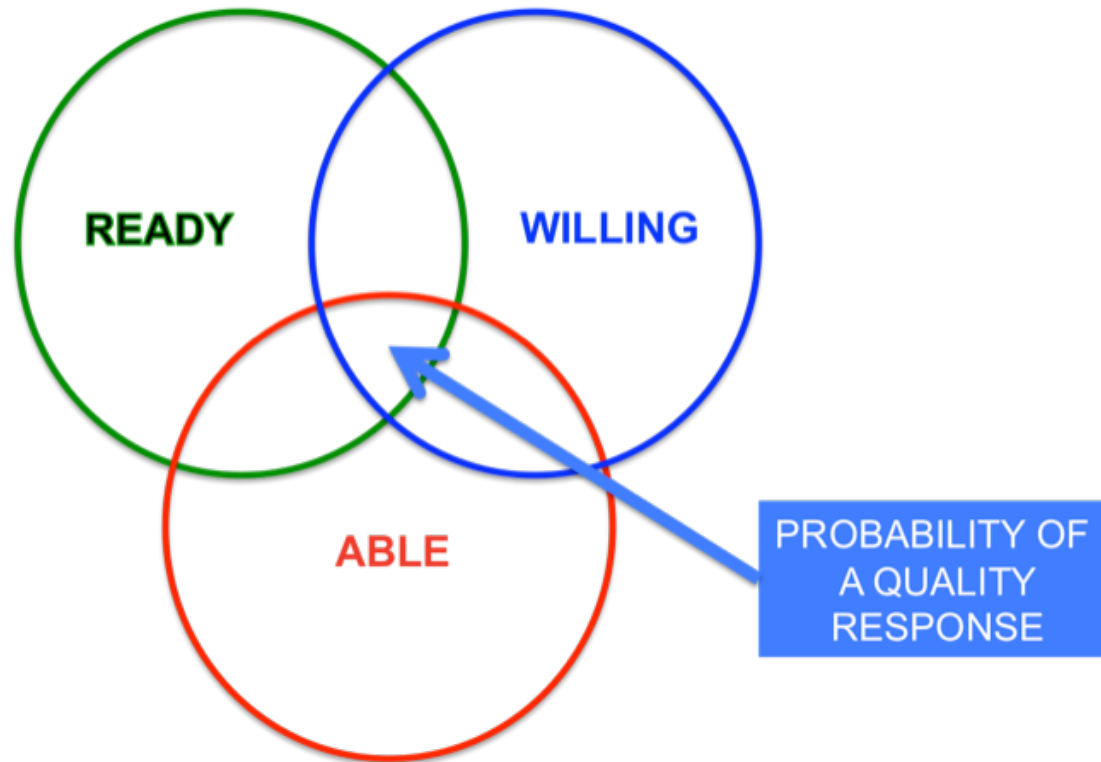 READY
WILLING
ABLE
PROBABILITY OF
A QUALITY
RESPONSE